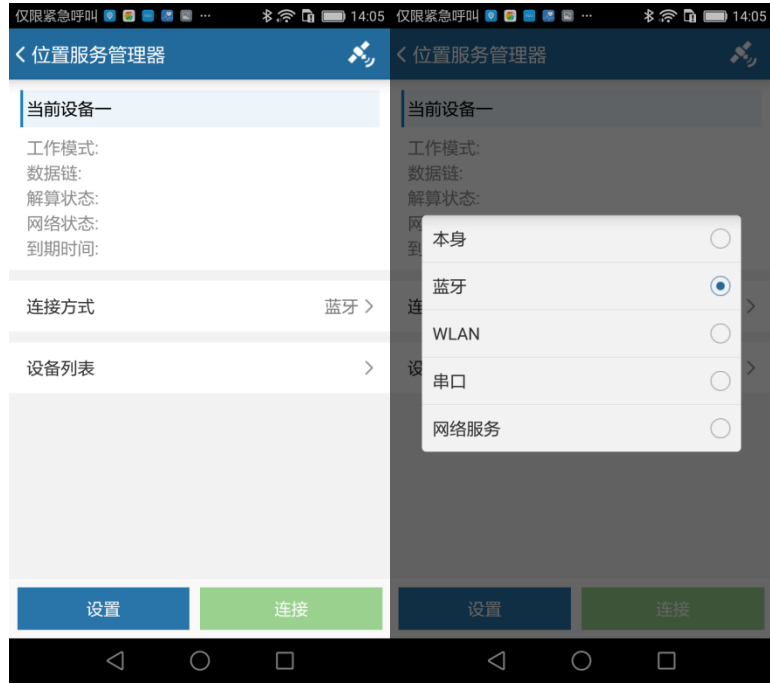 仅限紧急呼叫 ··· 14:05
位置服务管理器
当前设备一
工作模式:
数据链:
解算状态:
网络状态:
到期时间:
连接方式 蓝牙
设备列表
设置 连接
仅限紧急呼叫 ··· 14:05
位置服务管理器
当前设备一
工作模式:
数据链:
解算状态:
网
到
本身
蓝牙
连
WLAN
设
串口
网络服务
设置 连接